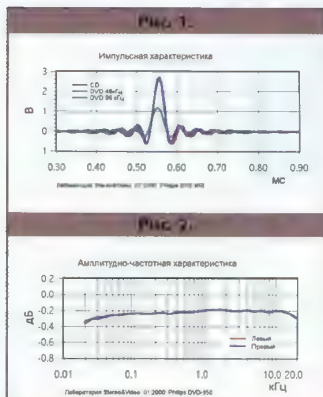 Рис 1.
Импульсная характеристика
CD
DVD 48кГц
DVD 96 кГц
В
3
2
1
0
1
0.30 0.40 0.50 0.60 0.70 0.80 0.90
мс
Рис 2.
Амплитудно-частотная характеристика
дБ
0.2
0.0
-0.2
-0.4
-0.6
-0.8
Левый
Правый
0.01 0.1 1.0 10.0 20.0
кГц
Лаборатория Stereo&Video 01'2000 Philips DVD-950